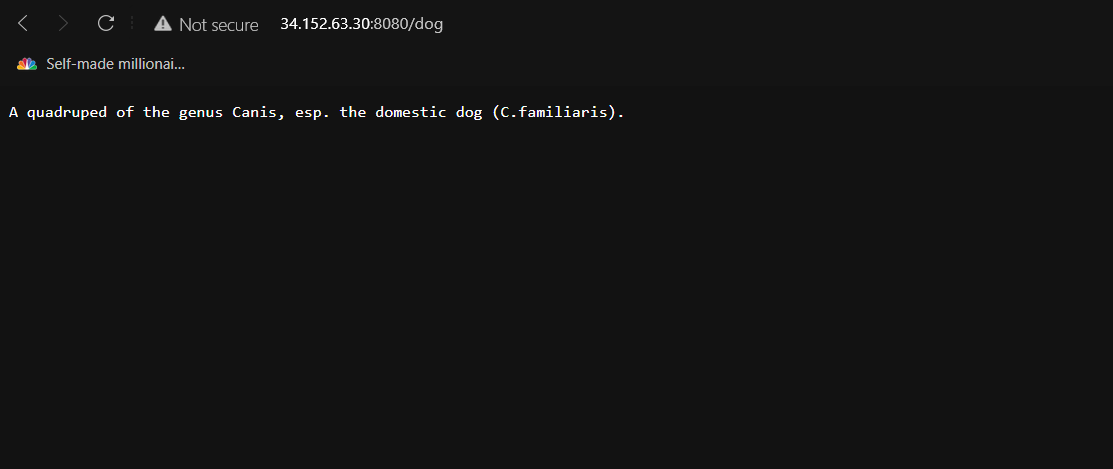 Not secure 34.152.63.30:8080/dog
Self-made millionai...
A quadruped of the genus Canis, esp. the domestic dog (C.familiaris).